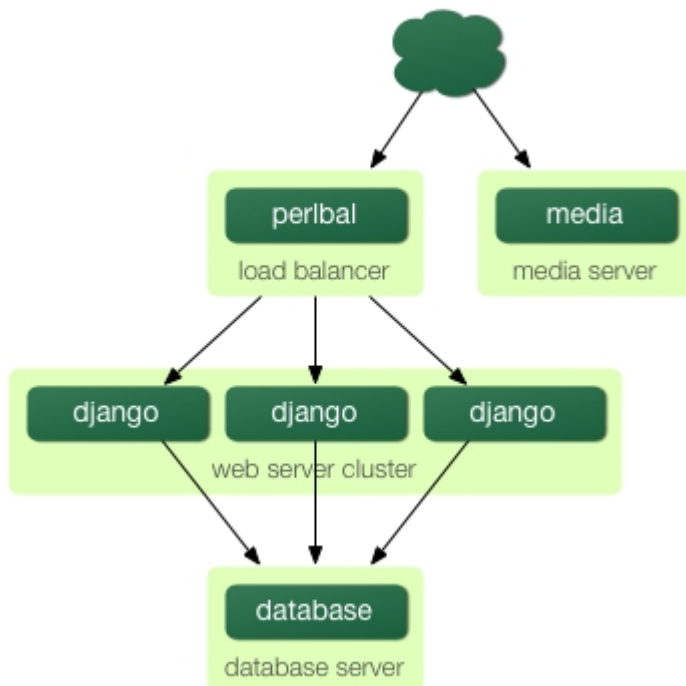 perlbal
media
load balancer
media server
django
django
django
web server cluster
database
database server